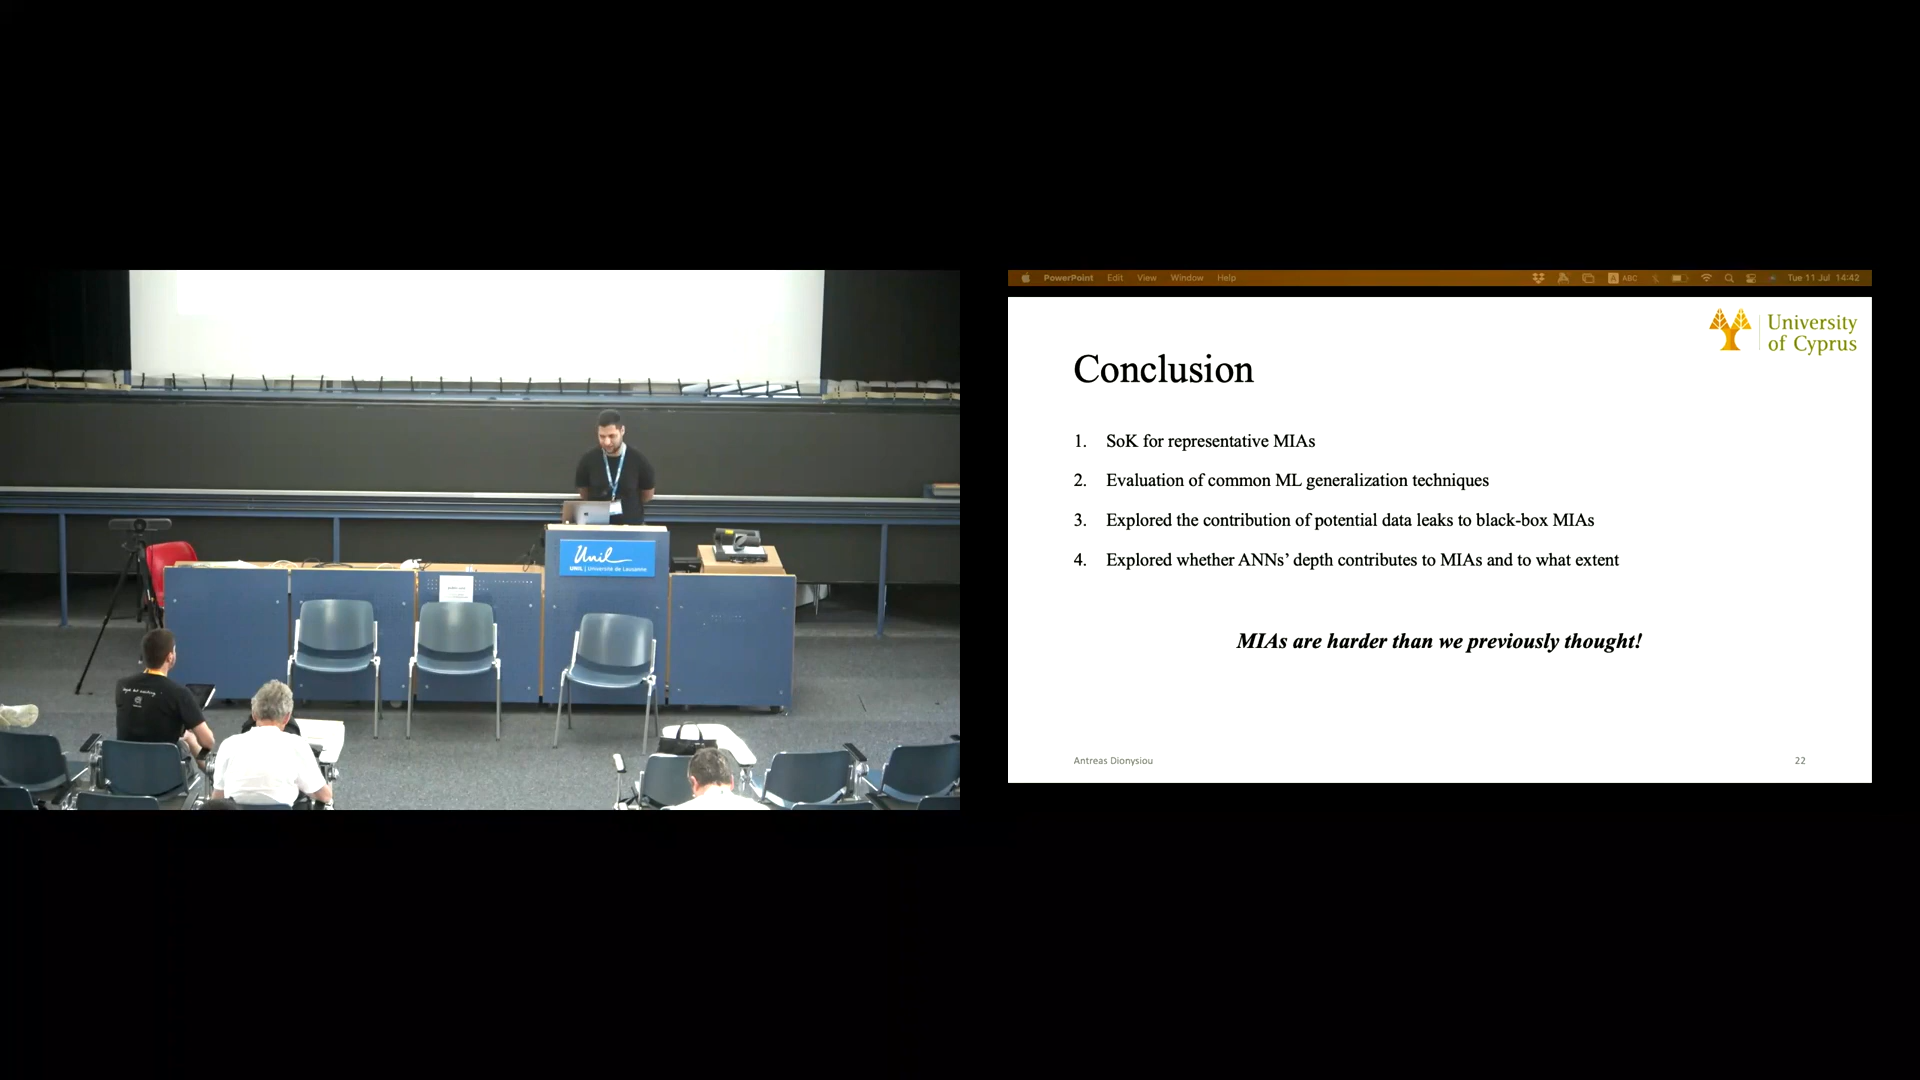 PowerPoint Edit View Window Help ABC Tue 11 Jul 14:42
University
of Cyprus
Conclusion
1. SoK for representative MIAs
2. Evaluation of common ML generalization techniques
3. Explored the contribution of potential data leaks to black-box MIAs
4. Explored whether ANNs’ depth contributes to MIAs and to what extent
MIAs are harder than we previously thought!
Antreas Dionysiou 22
Unil
UNIL | Université de Lausanne